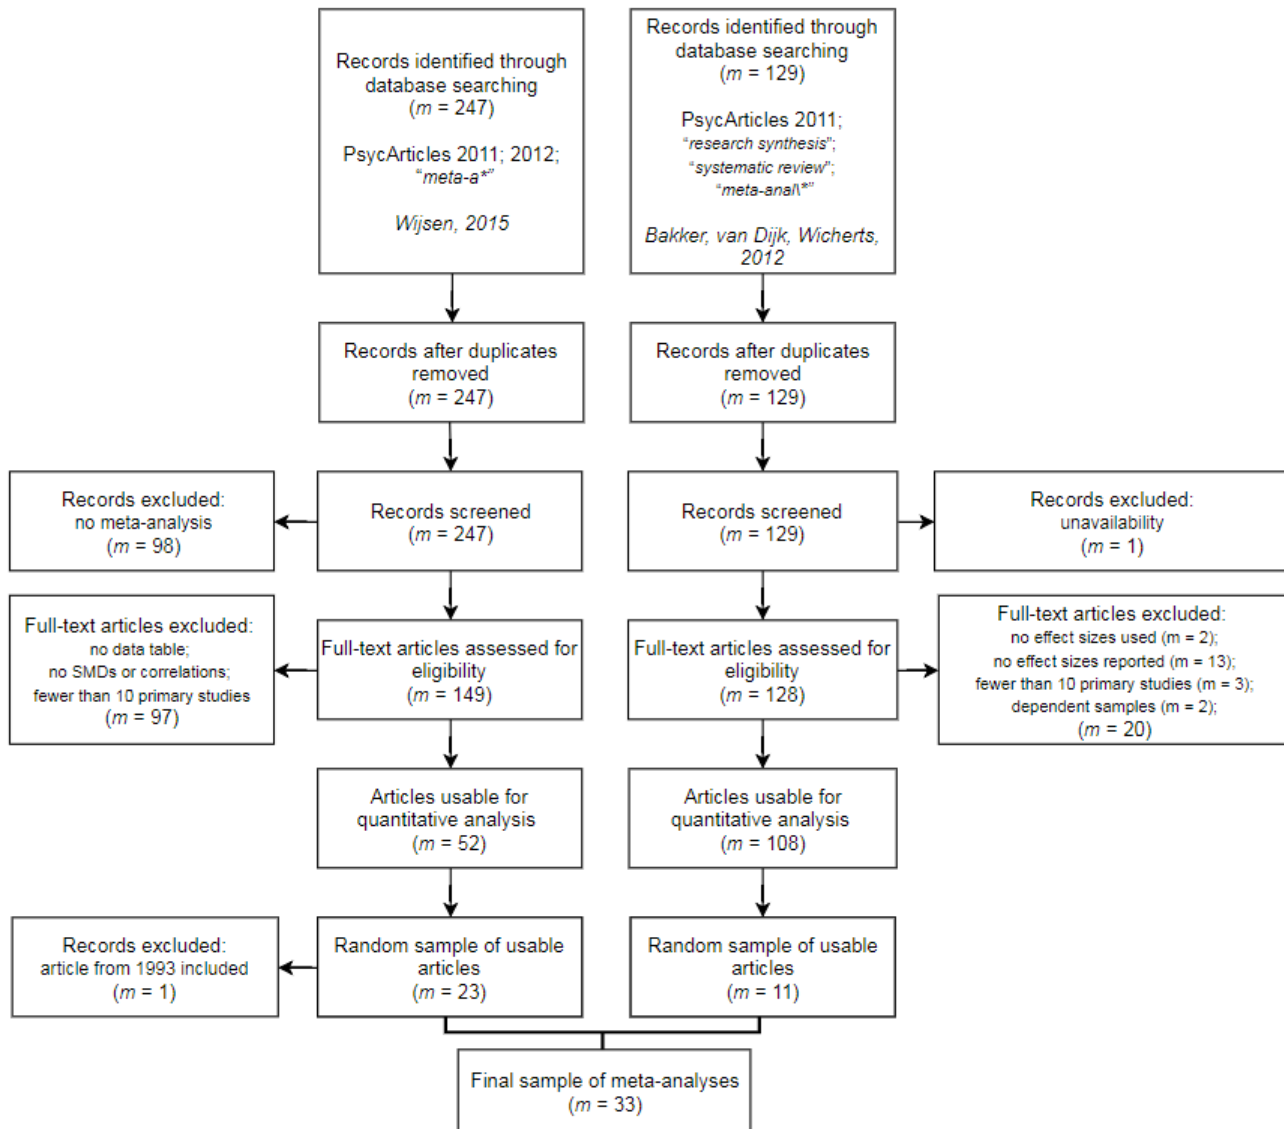 Records identified through
database searching
(m = 247)
PsycArticles 2011; 2012;
“meta-a*”
Wijsen, 2015
Records identified through
database searching
(m = 129)
PsycArticles 2011;
“research synthesis”;
“systematic review”;
“meta-anal\*”
Bakker, van Dijk, Wicherts,
2012
Records after duplicates
removed
(m = 247)
Records after duplicates
removed
(m = 129)
Records excluded:
no meta-analysis
(m = 98)
Records screened
(m = 247)
Records screened
(m = 129)
Records excluded:
unavailability
(m = 1)
Full-text articles excluded:
no data table;
no SMDs or correlations;
fewer than 10 primary studies
(m = 97)
Full-text articles assessed for
eligibility
(m = 149)
Full-text articles assessed for
eligibility
(m = 128)
Full-text articles excluded:
no effect sizes used (m = 2);
no effect sizes reported (m = 13);
fewer than 10 primary studies (m = 3);
dependent samples (m = 2);
(m = 20)
Articles usable for
quantitative analysis
(m = 52)
Articles usable for
quantitative analysis
(m = 108)
Records excluded:
article from 1993 included
(m = 1)
Random sample of usable
articles
(m = 23)
Random sample of usable
articles
(m = 11)
Final sample of meta-analyses
(m = 33)